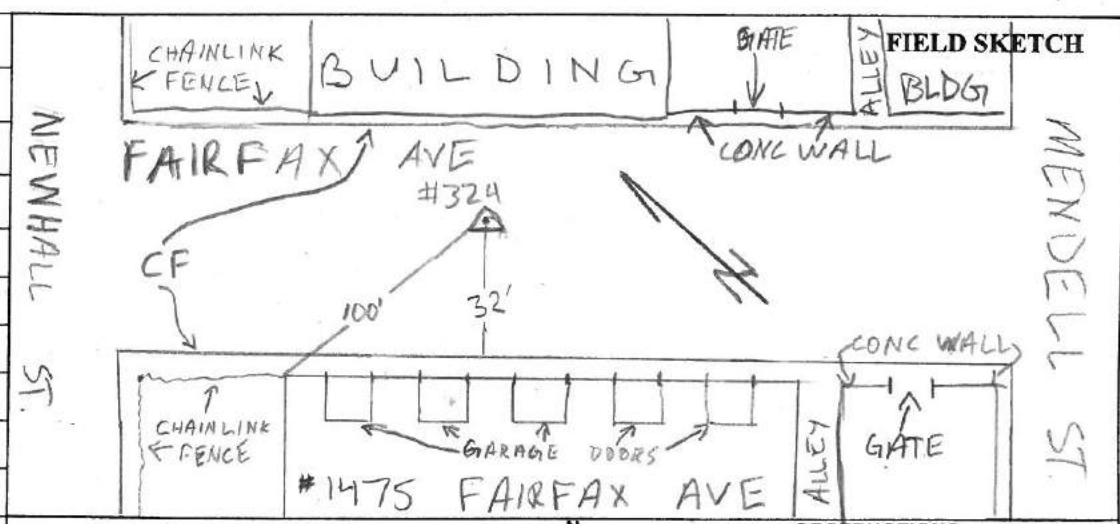 FIELD SKETCH
CHAINLINK
FENCE
BUILDING
GATE
ALLEY
BLDG
CONC WALL
FAIRFAX AVE
#324
N
NEWHALL ST.
MENDELL ST.
CF
100'
32'
CONC WALL
CHAINLINK
FENCE
GARAGE DOORS
ALLEY
GATE
#1475 FAIRFAX AVE